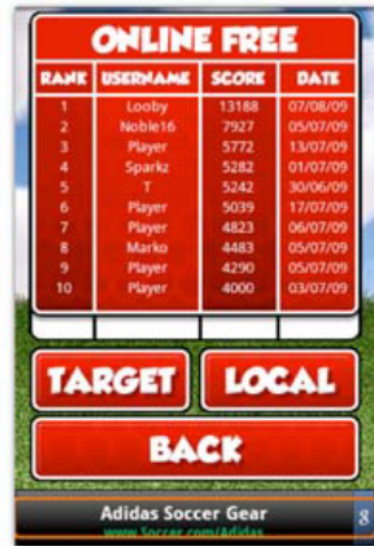 ONLINE FREE
RANK USERNAME SCORE DATE
1 Looby 13188 07/08/09
2 Noble16 7927 05/07/09
3 Player 5772 13/07/09
4 Sparkz 5282 01/07/09
5 T 5242 30/06/09
6 Player 5039 17/07/09
7 Player 4823 06/07/09
8 Marko 4483 05/07/09
9 Player 4290 05/07/09
10 Player 4000 03/07/09
TARGET LOCAL
BACK
Adidas Soccer Gear
www.Soccer.com/Adidas
g